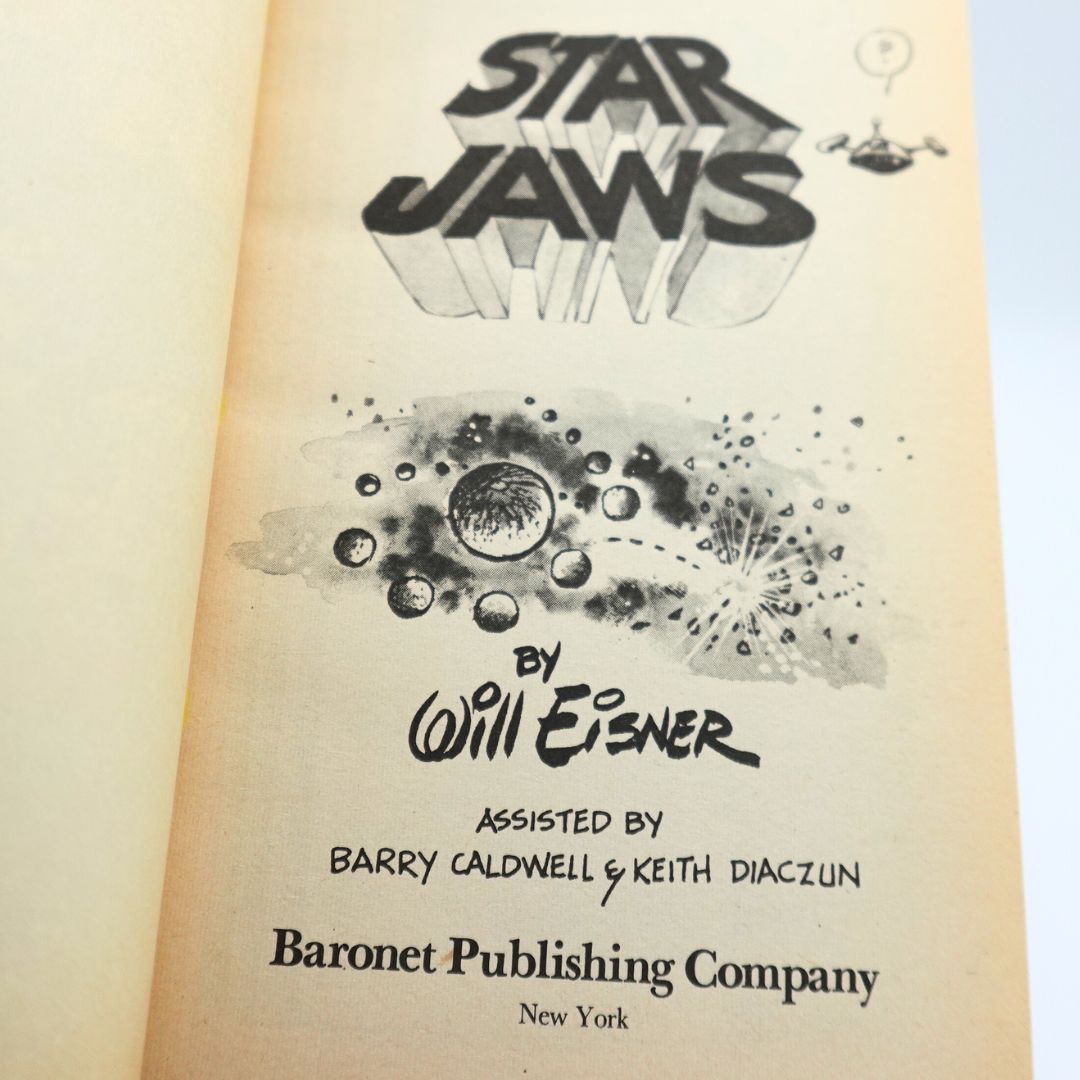 STAR
?
JAWS
BY
Will EisNER
ASSISTED BY
BARRY CALDWELL & KEITH DIACZUN
Baronet Publishing Company
New York